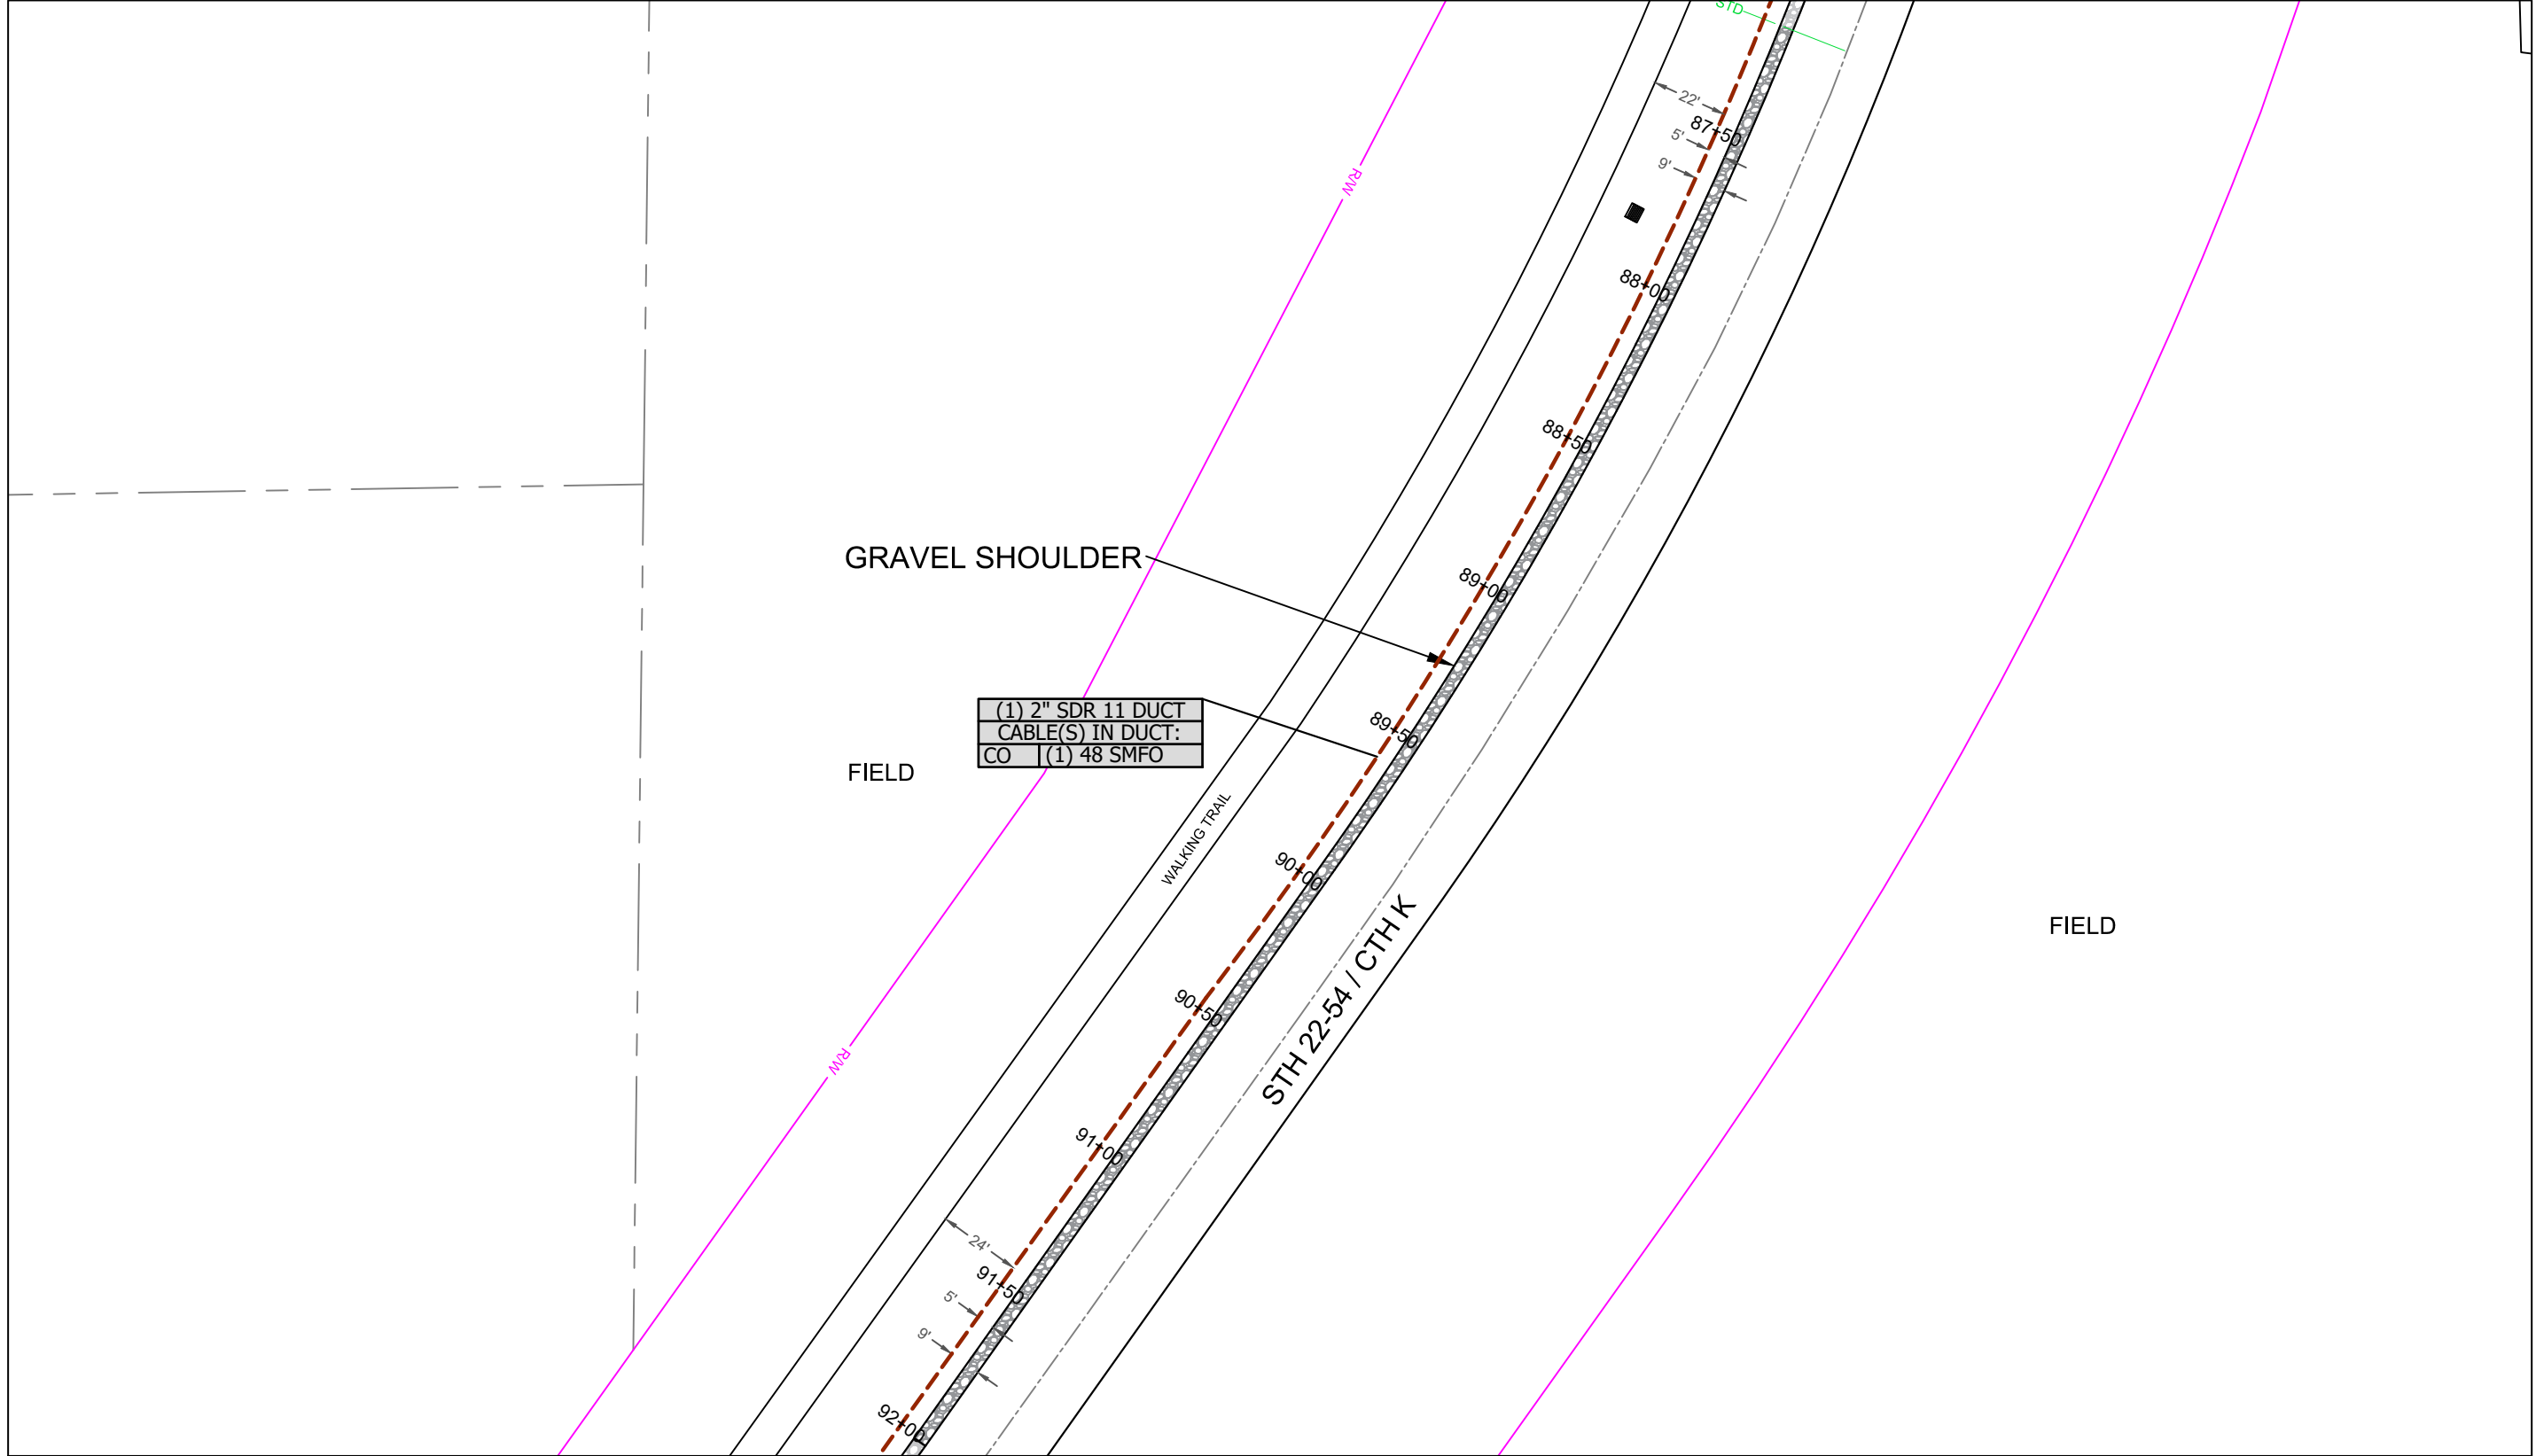 STD
22'
87+50
5'
9'
R/W
88+00
88+50
GRAVEL SHOULDER
89+00
(1) 2" SDR 11 DUCT
CABLE(S) IN DUCT:
CO (1) 48 SMFO
89+50
FIELD
WALKING TRAIL
90+00
FIELD
STH 22-54 / CTH K
90+50
R/W
91+00
24'
91+50
5'
9'
92+00